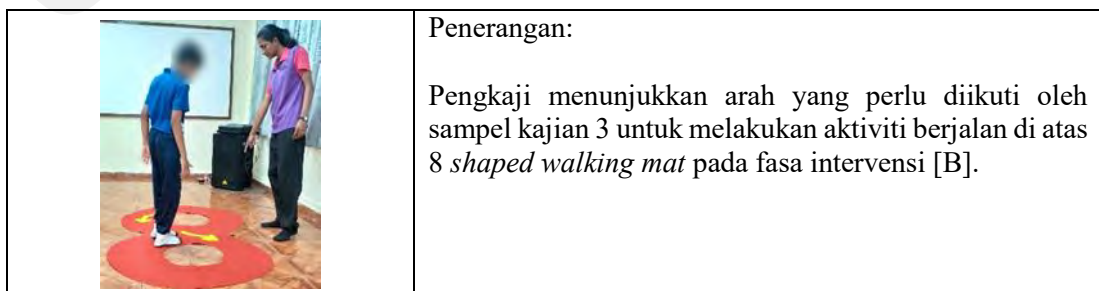 Penerangan:
Pengkaji menunjukkan arah yang perlu diikuti oleh
sampel kajian 3 untuk melakukan aktiviti berjalan di atas
8 shaped walking mat pada fasa intervensi [B].